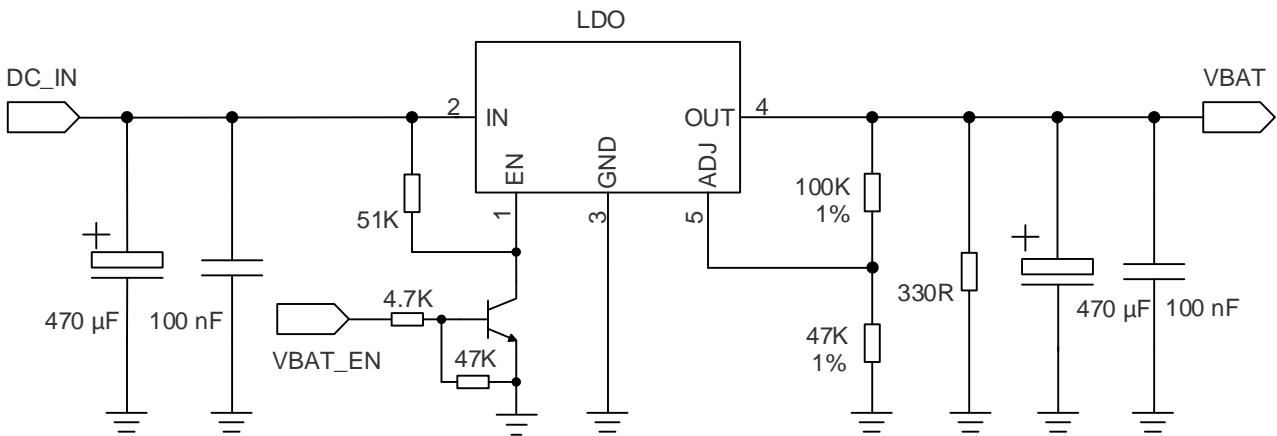 LDO
DC_IN
VBAT
2
IN
OUT
4
EN
GND
ADJ
1
3
5
51K
100K
1%
+
+
470 µF
100 nF
4.7K
VBAT_EN
47K
330R
47K
1%
470 µF
100 nF